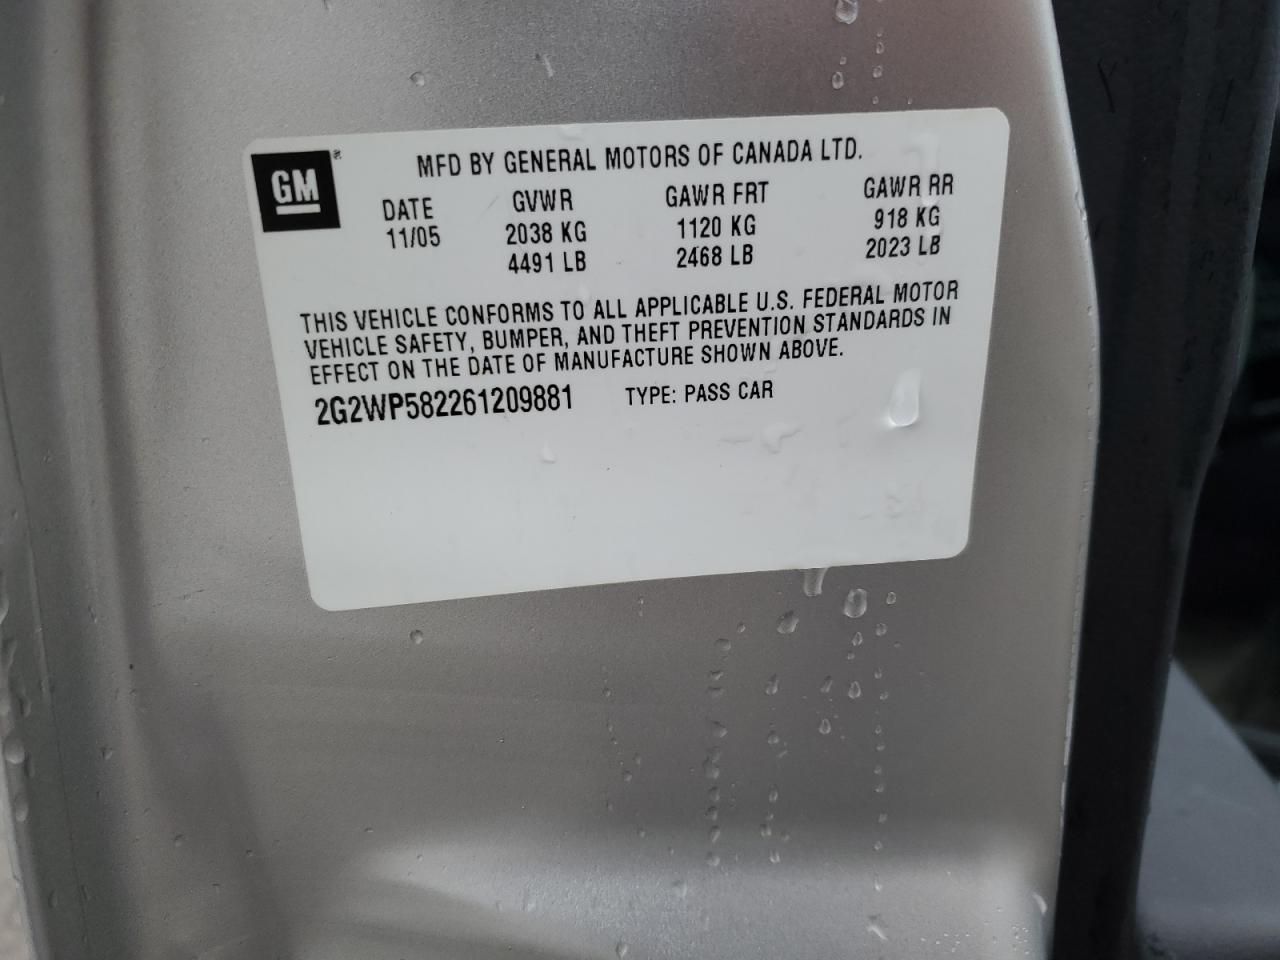 GM®
MFD BY GENERAL MOTORS OF CANADA LTD.
DATE GVWR GAWR FRT GAWR RR
11/05 2038 KG 1120 KG 918 KG
4491 LB 2468 LB 2023 LB
THIS VEHICLE CONFORMS TO ALL APPLICABLE U.S. FEDERAL MOTOR
VEHICLE SAFETY, BUMPER, AND THEFT PREVENTION STANDARDS IN
EFFECT ON THE DATE OF MANUFACTURE SHOWN ABOVE.
2G2WP582261209881 TYPE: PASS CAR